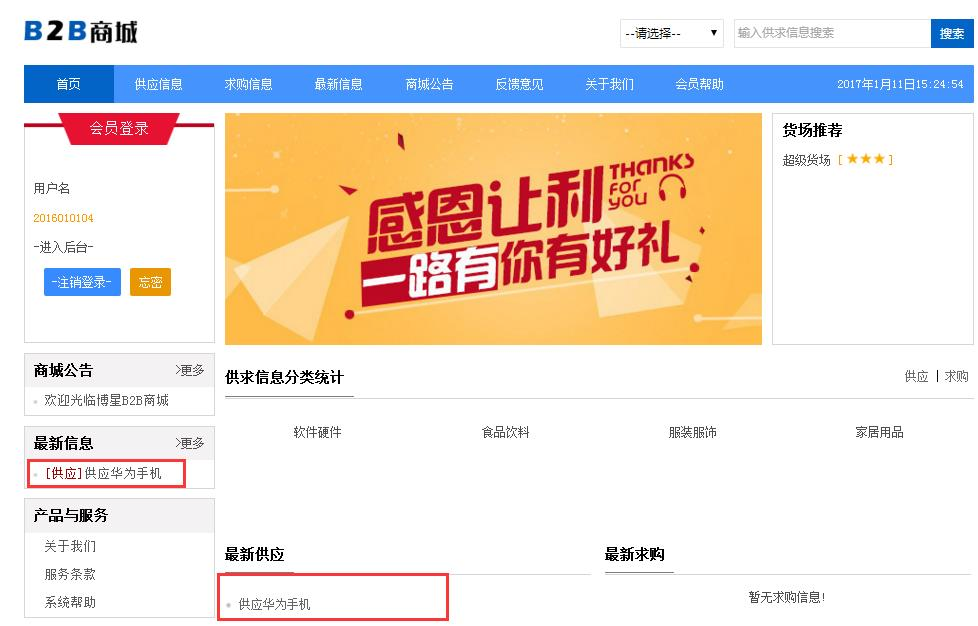 B2B商城
--请选择-- ▼ 输入供求信息搜索 搜索
首页 供应信息 求购信息 最新信息 商城公告 反馈意见 关于我们 会员帮助 2017年1月11日15:24:54
会员登录
用户名
2016010104
-进入后台-
-注销登录- 忘密
感恩让利
THANKS
FOR
YOU
一路有你有好礼
货场推荐
超级货场 [ ★★★ ]
商城公告 >更多
欢迎光临博星B2B商城
最新信息 >更多
[供应]供应华为手机
产品与服务
关于我们
服务条款
系统帮助
供求信息分类统计 供应 | 求购
软件硬件 食品饮料 服装服饰 家居用品
最新供应
供应华为手机
最新求购
暂无求购信息!